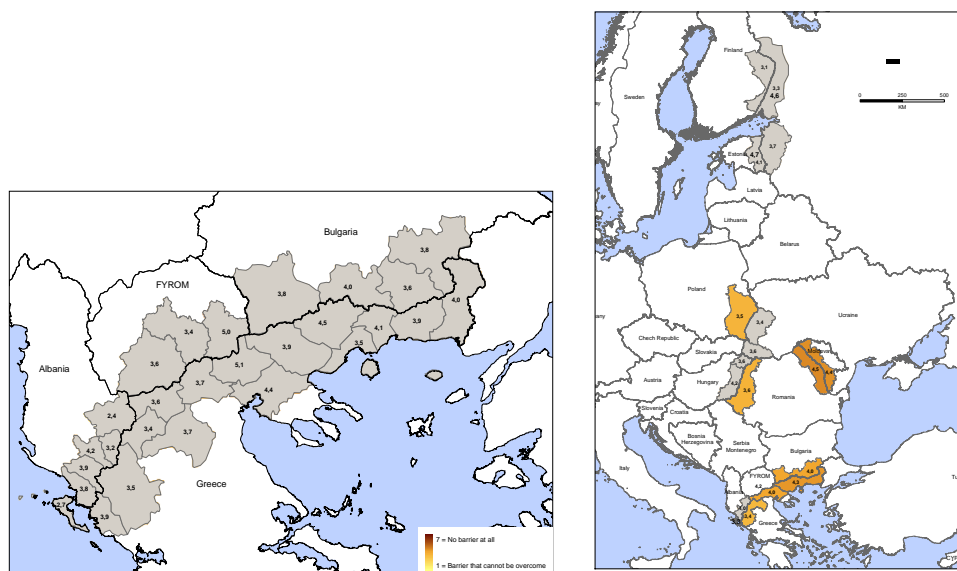 Bulgaria
3,8
FYROM
3,6
4,0
3,8
4,0
5,0
4,5
3,4
4,1
3,9
3,9
3,5
Albania
3,6
5,1
3,7
4,4
3,6
2,4
3,4
3,7
4,2
3,2
3,9
3,8
3,5
Greece
2,7
3,9
7 = No barrier at all
1 = Barrier that cannot be overcome
Finland
3,1
3,3
4,6
0 250 500
KM
Sweden
3,7
Estonia
4,7
4,1
Latvia
Lithuania
Belarus
Poland
3,5
3,4
Ukraine
Chech Republic
3,6
Moldova
Slovakia
3,6
4,5
4,4
Austria
Hungary
4,2
3,6
Romania
Slovenia
Croatia
Bosnia
Herzegovina
Serbia
Montenegro
Italy
Bulgaria
FYROM
4,2
4,3
Albania
3,4
Greece